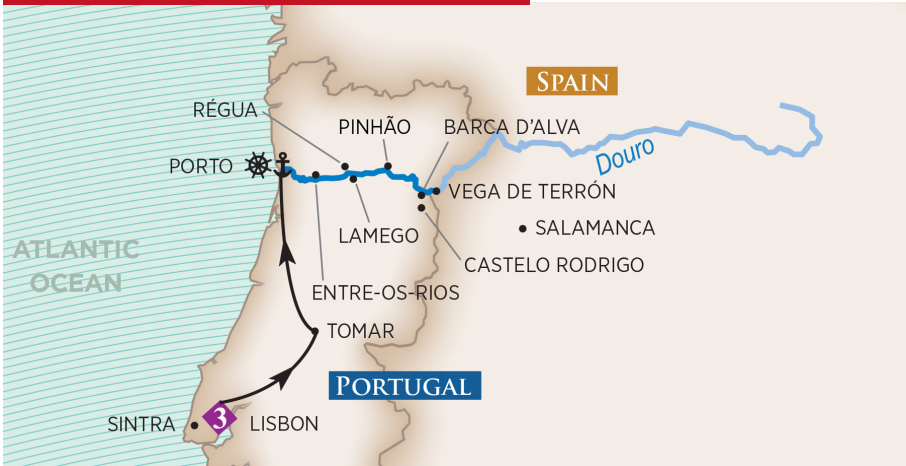 SPAIN
RÉGUA
PINHÃO
BARCA D'ALVA
Douro
PORTO
VEGA DE TERRÓN
SALAMANCA
LAMEGO
ATLANTIC
OCEAN
CASTELO RODRIGO
ENTRE-OS-RIOS
TOMAR
PORTUGAL
3
SINTRA
LISBON